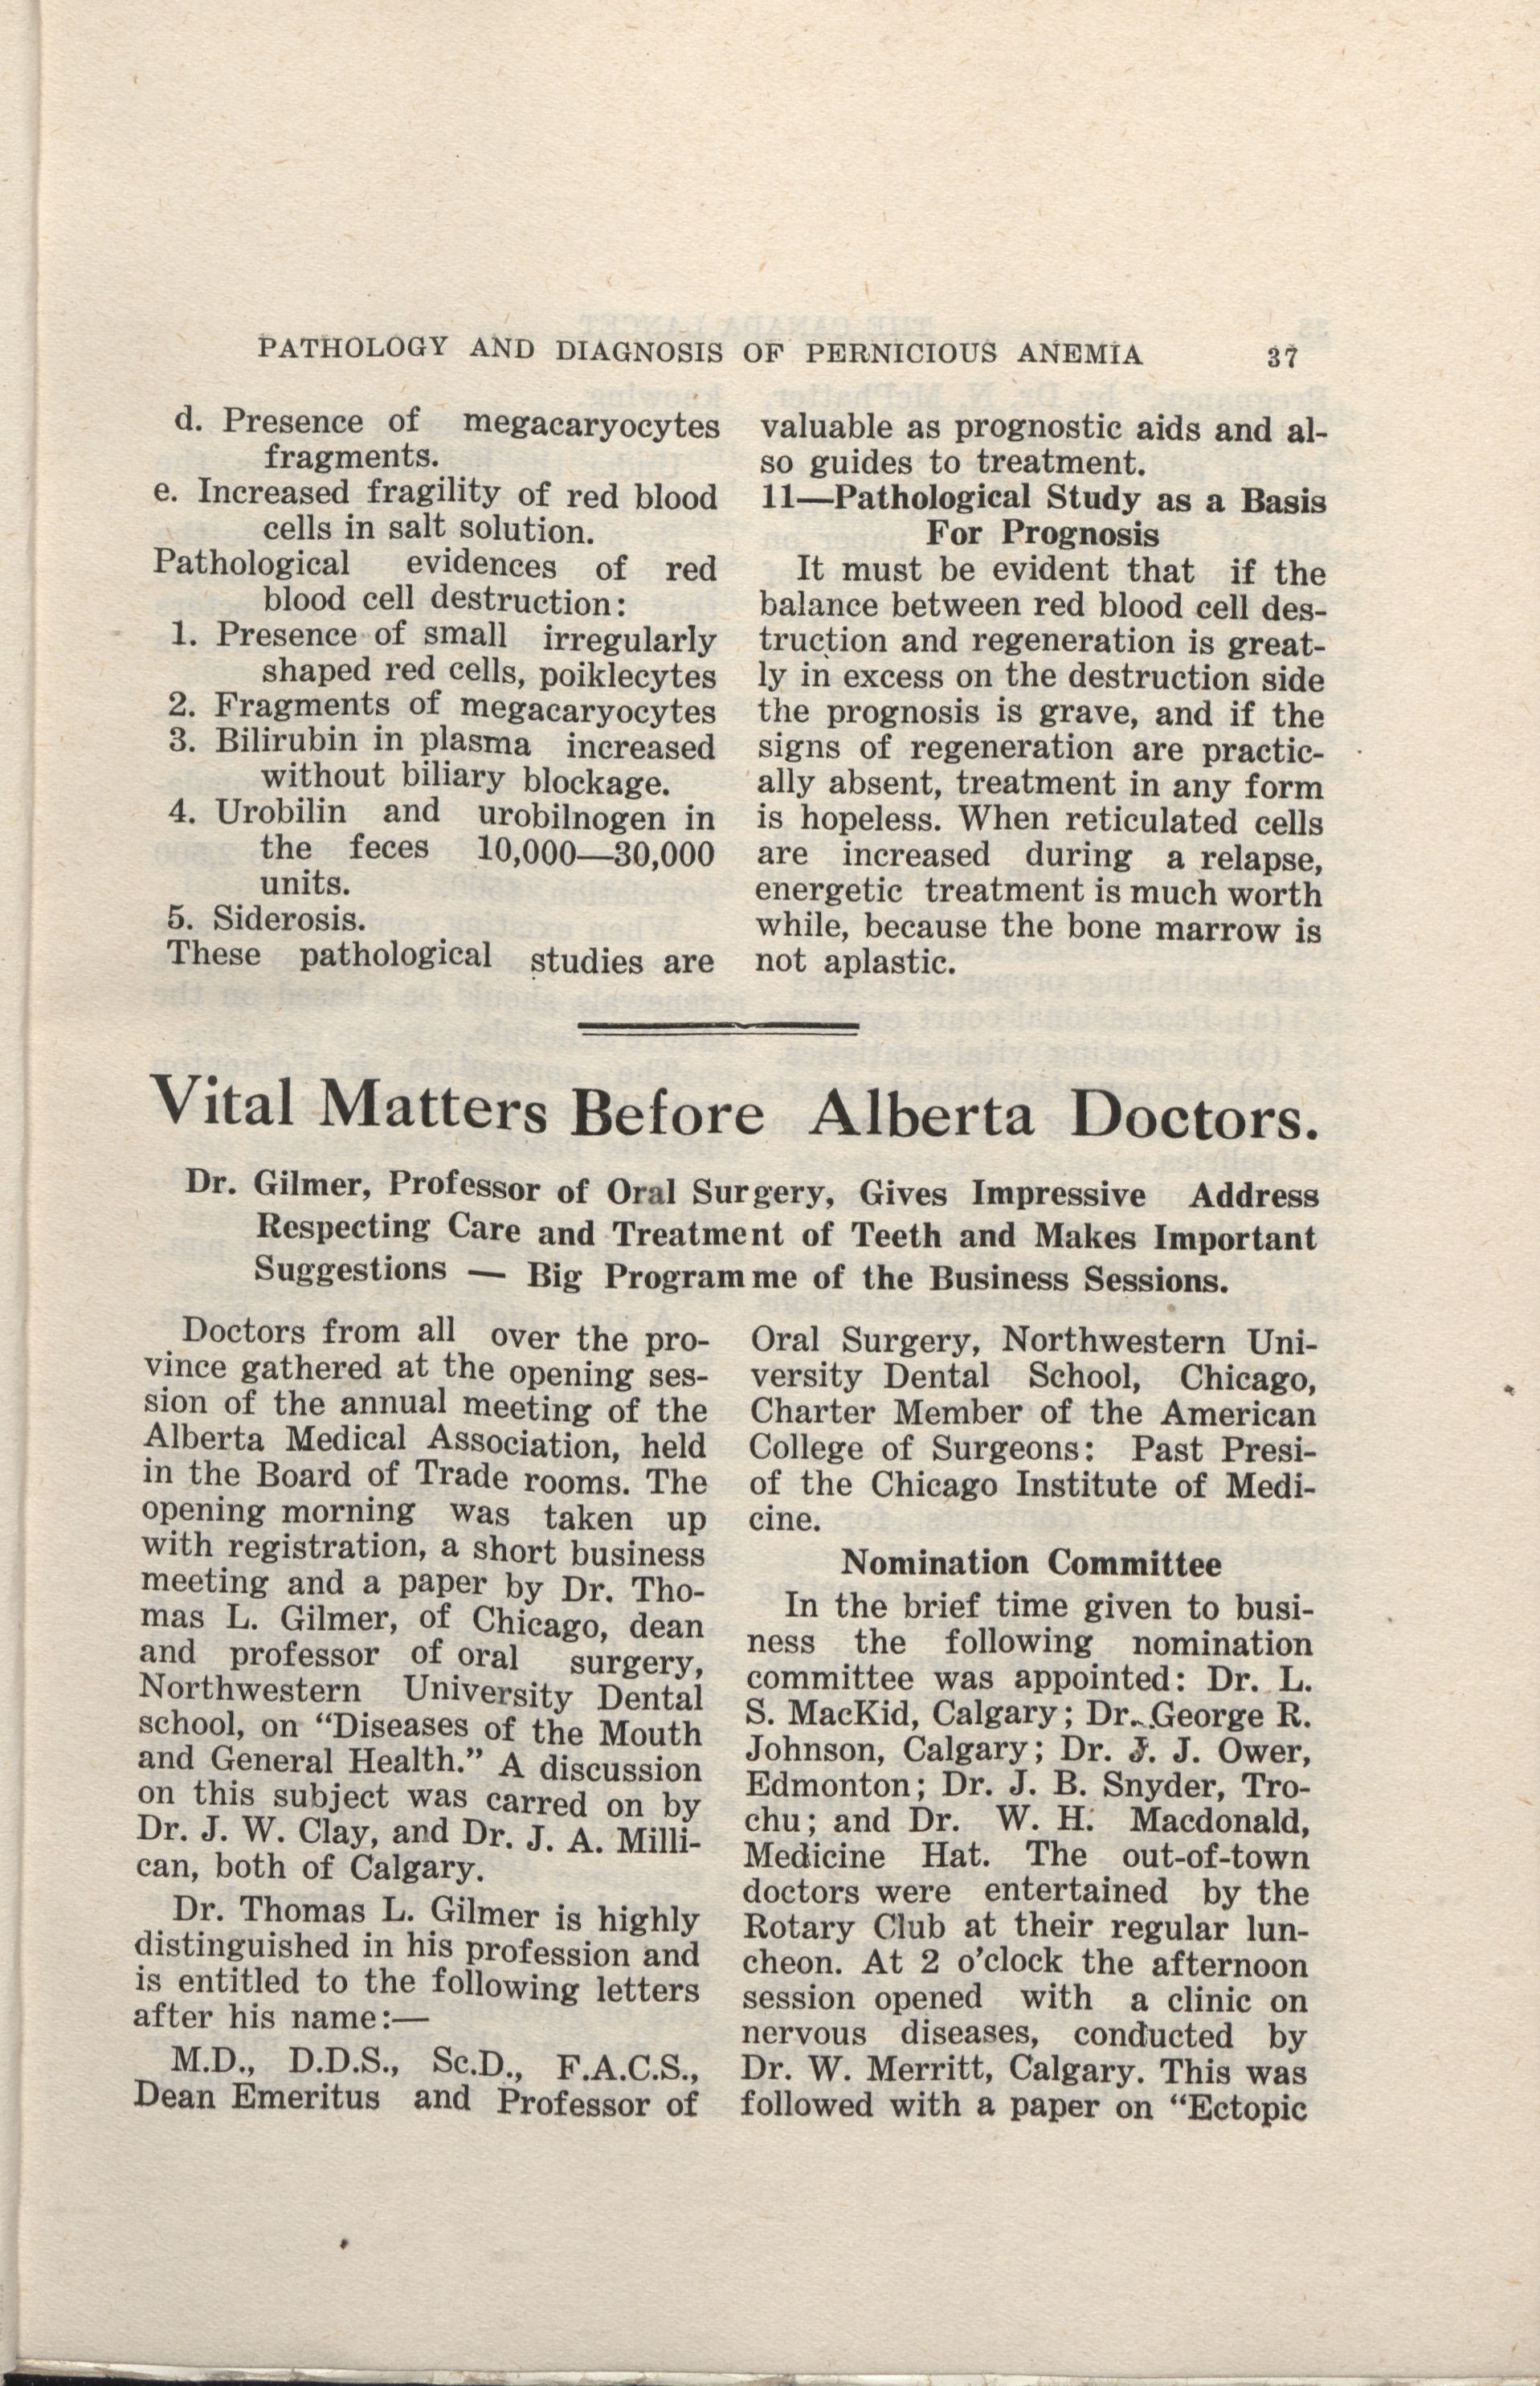 PATHOLOGY AND DIAGNOSIS OF PERNICIOUS ANEMIA 37
d. Presence of megacaryocytes
fragments.
e. Increased fragility of red blood
cells in salt solution.
Pathological evidences of red
blood cell destruction:
1. Presence of small irregularly
shaped red cells, poiklecytes
2. Fragments of megacaryocytes
3. Bilirubin in plasma increased
without biliary blockage.
4. Urobilin and urobilnogen in
the feces 10,000—30,000
units.
5. Siderosis.
These pathological studies are
valuable as prognostic aids and al-
so guides to treatment.
11—Pathological Study as a Basis
For Prognosis
It must be evident that if the
balance between red blood cell des-
truction and regeneration is great-
ly in excess on the destruction side
the prognosis is grave, and if the
signs of regeneration are practic-
ally absent, treatment in any form
is hopeless. When reticulated cells
are increased during a relapse,
energetic treatment is much worth
while, because the bone marrow is
not aplastic.
Vital Matters Before Alberta Doctors.
Dr. Gilmer, Professor of Oral Surgery, Gives Impressive Address
Respecting Care and Treatment of Teeth and Makes Important
Suggestions — Big Programme of the Business Sessions.
Doctors from all over the pro-
vince gathered at the opening ses-
sion of the annual meeting of the
Alberta Medical Association, held
in the Board of Trade rooms. The
opening morning was taken up
with registration, a short business
meeting and a paper by Dr. Tho-
mas L. Gilmer, of Chicago, dean
and professor of oral surgery,
Northwestern University Dental
school, on "Diseases of the Mouth
and General Health." A discussion
on this subject was carred on by
Dr. J. W. Clay, and Dr. J. A. Milli-
can, both of Calgary.
Dr. Thomas L. Gilmer is highly
distinguished in his profession and
is entitled to the following letters
after his name:—
M.D., D.D.S., Sc.D., F.A.C.S.,
Dean Emeritus and Professor of
Oral Surgery, Northwestern Uni-
versity Dental School, Chicago,
Charter Member of the American
College of Surgeons: Past Presi-
of the Chicago Institute of Medi-
cine.
Nomination Committee
In the brief time given to busi-
ness the following nomination
committee was appointed: Dr. L.
S. MacKid, Calgary; Dr. George R.
Johnson, Calgary; Dr. J. J. Ower,
Edmonton; Dr. J. B. Snyder, Tro-
chu; and Dr. W. H. Macdonald,
Medicine Hat. The out-of-town
doctors were entertained by the
Rotary Club at their regular lun-
cheon. At 2 o'clock the afternoon
session opened with a clinic on
nervous diseases, conducted by
Dr. W. Merritt, Calgary. This was
followed with a paper on "Ectopic